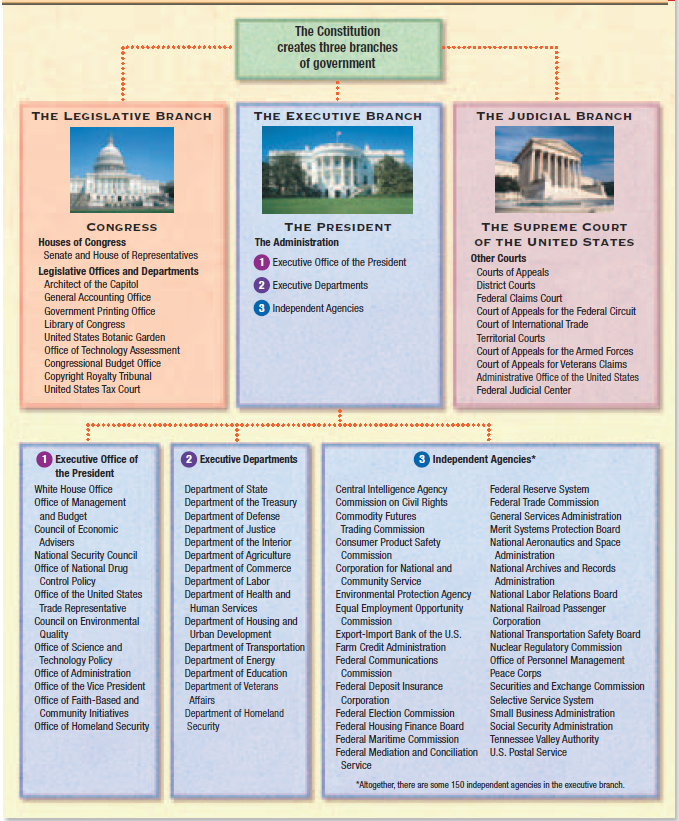 The Constitution
creates three branches
of government
THE LEGISLATIVE BRANCH
CONGRESS
Houses of Congress
Senate and House of Representatives
Legislative Offices and Departments
Architect of the Capitol
General Accounting Office
Government Printing Office
Library of Congress
United States Botanic Garden
Office of Technology Assessment
Congressional Budget Office
Copyright Royalty Tribunal
United States Tax Court
THE EXECUTIVE BRANCH
THE PRESIDENT
The Administration
1 Executive Office of the President
2 Executive Departments
3 Independent Agencies
THE JUDICIAL BRANCH
THE SUPREME COURT
OF THE UNITED STATES
Other Courts
Courts of Appeals
District Courts
Federal Claims Court
Court of Appeals for the Federal Circuit
Court of International Trade
Territorial Courts
Court of Appeals for the Armed Forces
Court of Appeals for Veterans Claims
Administrative Office of the United States
Federal Judicial Center
1 Executive Office of
the President
White House Office
Office of Management
and Budget
Council of Economic
Advisers
National Security Council
Office of National Drug
Control Policy
Office of the United States
Trade Representative
Council on Environmental
Quality
Office of Science and
Technology Policy
Office of Administration
Office of the Vice President
Office of Faith-Based and
Community Initiatives
Office of Homeland Security
2 Executive Departments
Department of State
Department of the Treasury
Department of Defense
Department of Justice
Department of the Interior
Department of Agriculture
Department of Commerce
Department of Labor
Department of Health and
Human Services
Department of Housing and
Urban Development
Department of Transportation
Department of Energy
Department of Education
Department of Veterans
Affairs
Department of Homeland
Security
3 Independent Agencies*
Central Intelligence Agency
Commission on Civil Rights
Commodity Futures
Trading Commission
Consumer Product Safety
Commission
Corporation for National and
Community Service
Environmental Protection Agency
Equal Employment Opportunity
Commission
Export-Import Bank of the U.S.
Farm Credit Administration
Federal Communications
Commission
Federal Deposit Insurance
Corporation
Federal Election Commission
Federal Housing Finance Board
Federal Maritime Commission
Federal Mediation and Conciliation
Service
Federal Reserve System
Federal Trade Commission
General Services Administration
Merit Systems Protection Board
National Aeronautics and Space
Administration
National Archives and Records
Administration
National Labor Relations Board
National Railroad Passenger
Corporation
National Transportation Safety Board
Nuclear Regulatory Commission
Office of Personnel Management
Peace Corps
Securities and Exchange Commission
Selective Service System
Small Business Administration
Social Security Administration
Tennessee Valley Authority
U.S. Postal Service
*Altogether, there are some 150 independent agencies in the executive branch.